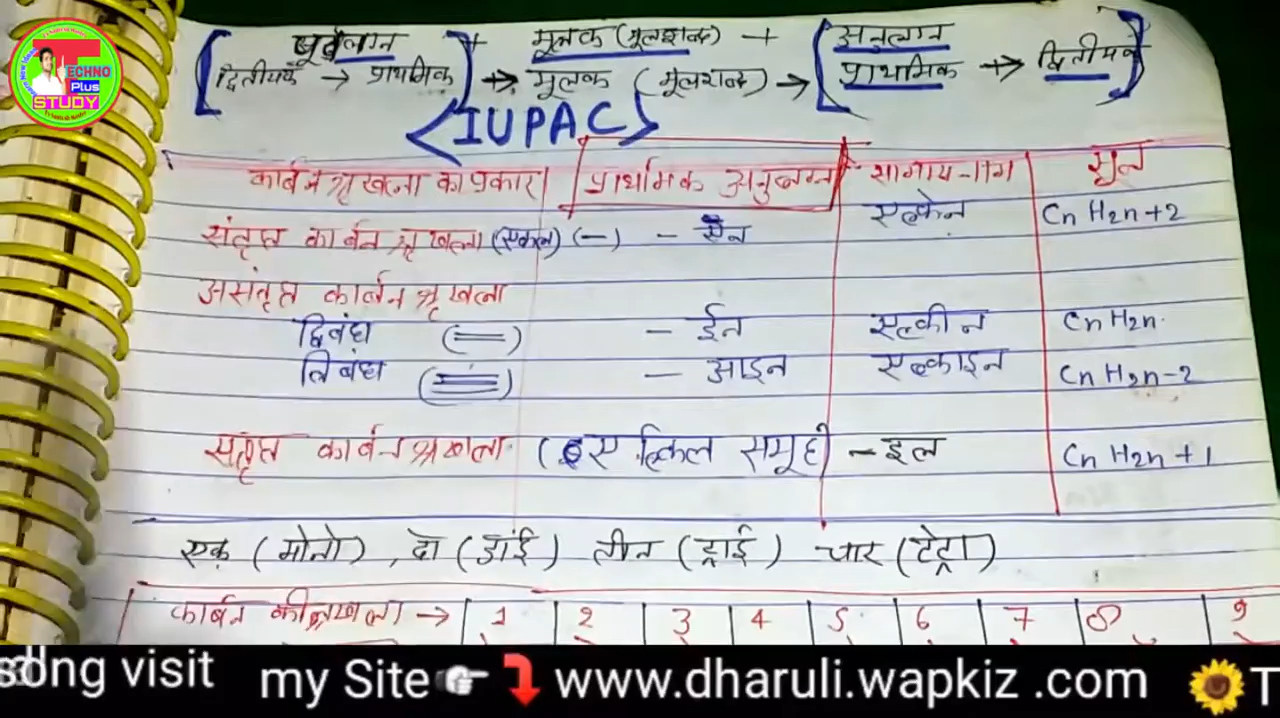 TECHNO
Plus
STUDY
[पूर्वलग्न + मूलक (मूलशब्द) + (अनुलग्न
द्वितीयक → प्राथमिक] → मूलक (मूलशब्द) → प्राथमिक → द्वितीयक]
<IUPAC>
कार्बन श्रृखला का प्रकार | प्राथमिक अनुलग्न | सामान्य नाम | सूत्र
संतृप्त कार्बन श्रृखला (एकल) (—) - ऐन एल्केन CnH2n+2
असंतृप्त कार्बन श्रृखला
द्विबंध (=) - ईन एल्कीन CnH2n
त्रिबंध (≡) - आइन एल्काइन CnH2n-2
संतृप्त कार्बन श्रृखला (एल्किल समूह) - इल CnH2n+1
एक (मोनो), दो (डाई) तीन (ट्राई) चार (टेट्रा)
कार्बन की श्रृखला → | 1 | 2 | 3 | 4 | 5 | 6 | 7 | 8 | 9
song visit my Site www.dharuli.wapkiz .com T